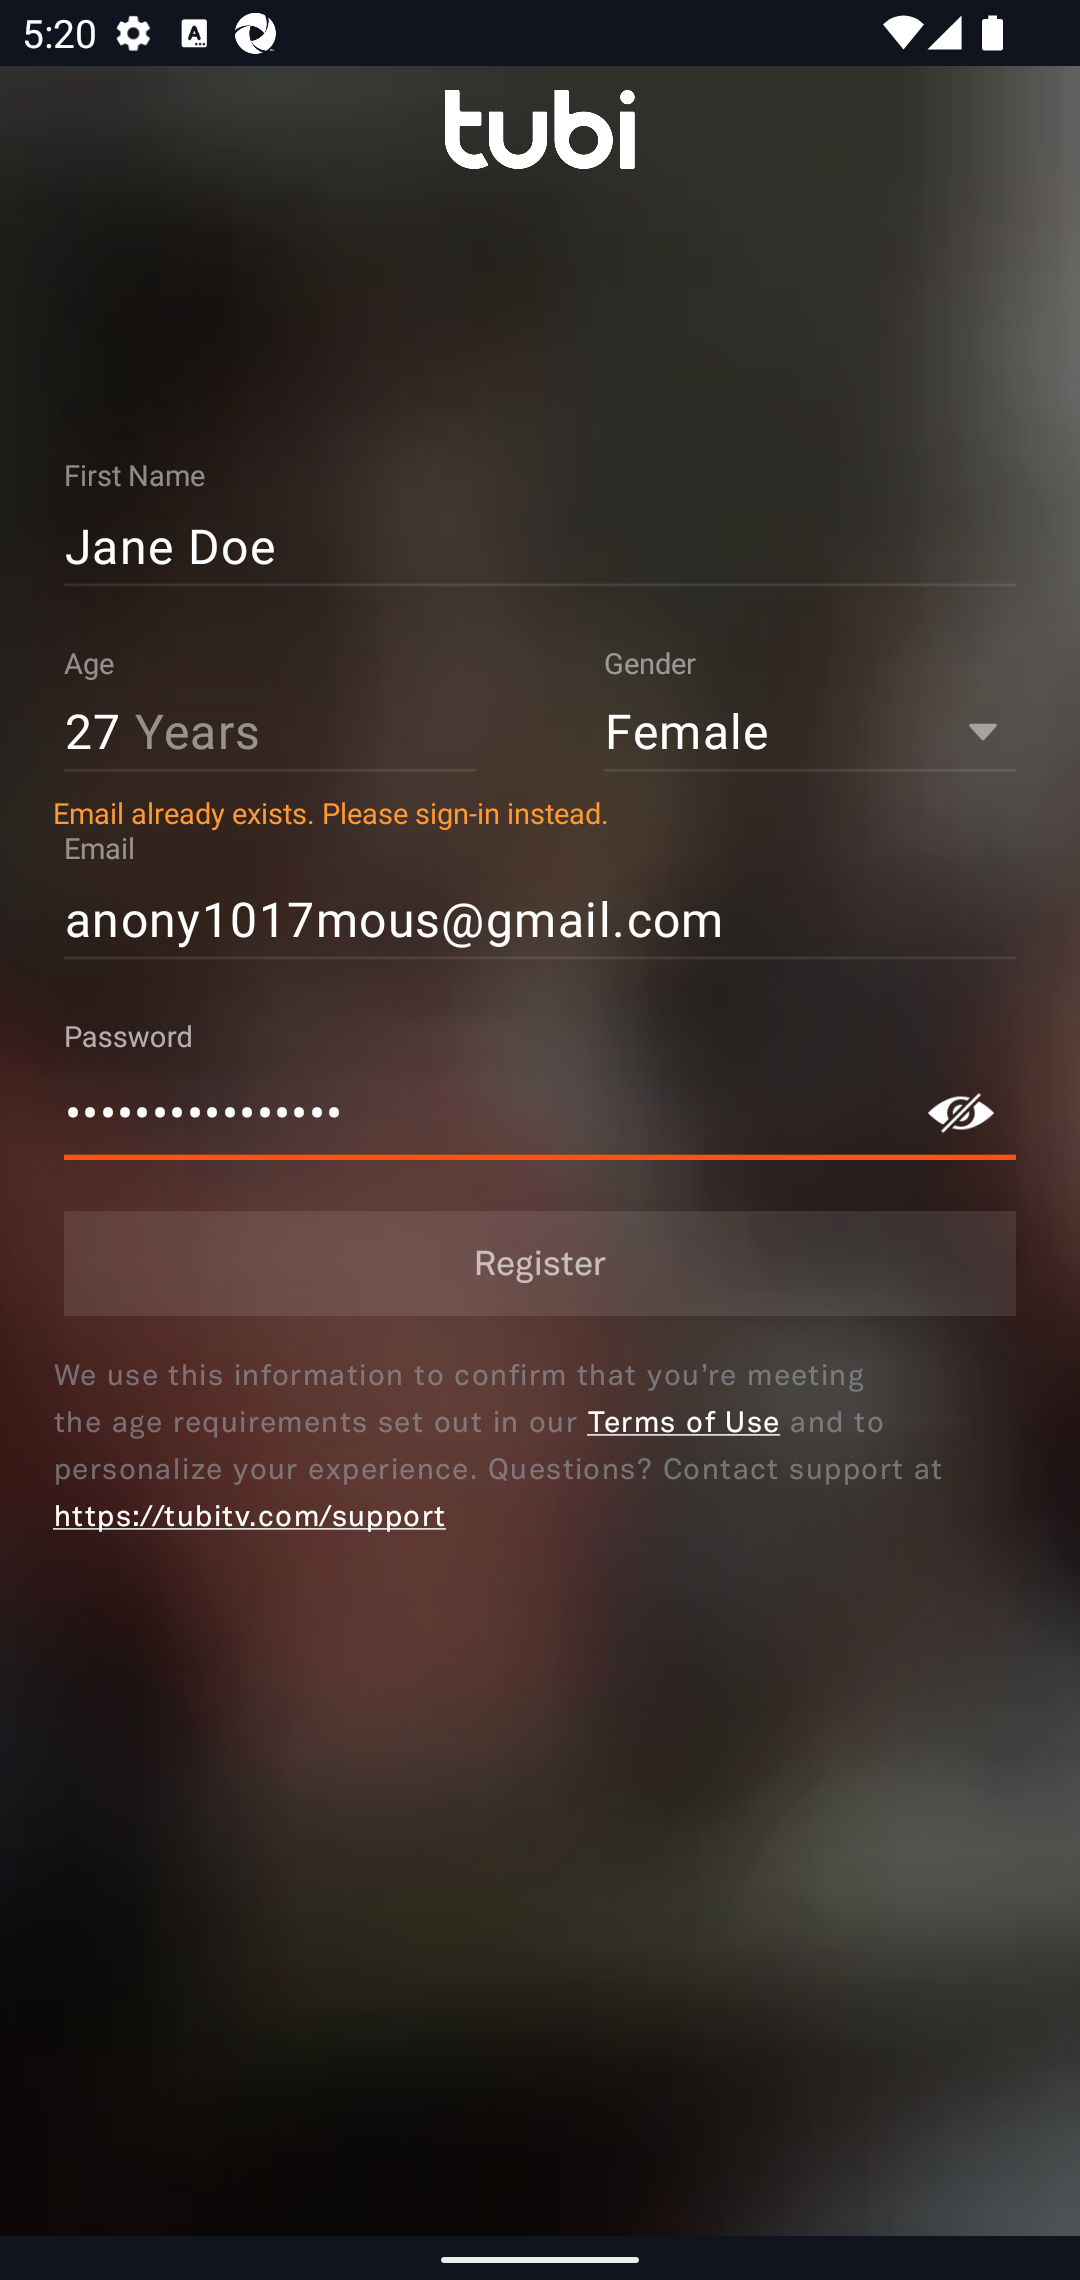 5:20
tubi
First Name
Jane Doe
Age
Gender
27 Years
Female
Email already exists. Please sign-in instead.
Email
anony1017mous@gmail.com
Password
••••••••••••••••
Register
We use this information to confirm that you’re meeting
the age requirements set out in our Terms of Use and to
personalize your experience. Questions? Contact support at
https://tubitv.com/support